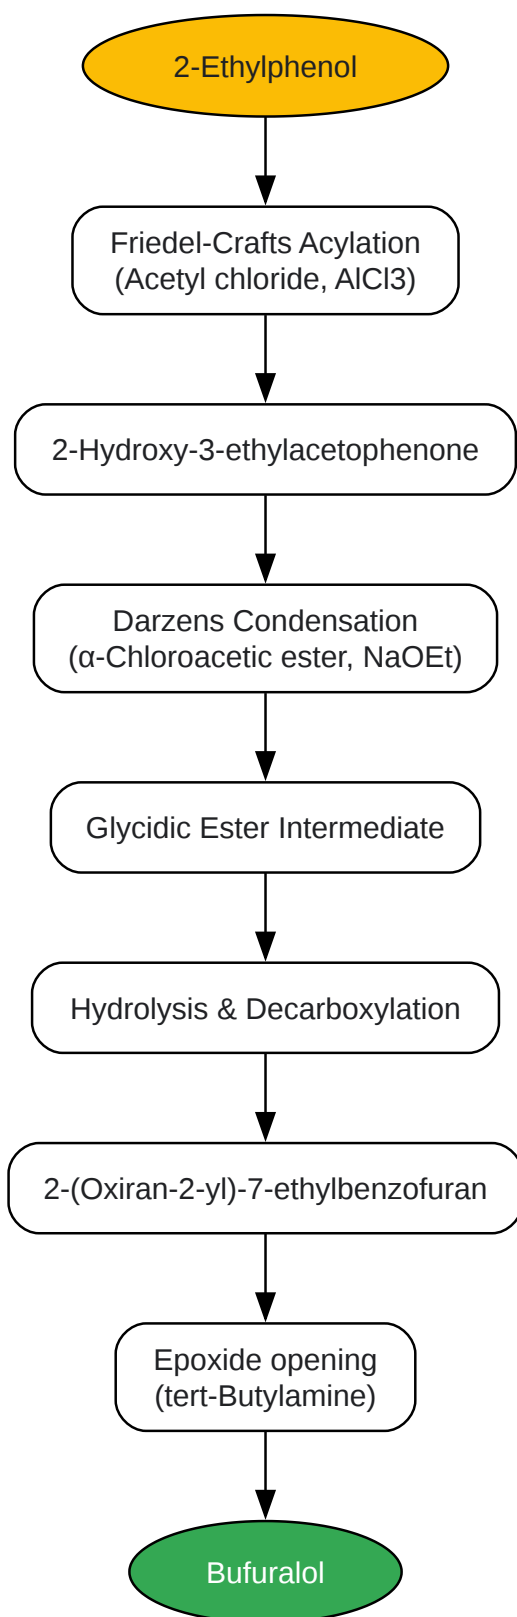 2-Ethylphenol
Friedel-Crafts Acylation
(Acetyl chloride, AlCl3)
2-Hydroxy-3-ethylacetophenone
Darzens Condensation
(α-Chloroacetic ester, NaOEt)
Glycidic Ester Intermediate
Hydrolysis & Decarboxylation
2-(Oxiran-2-yl)-7-ethylbenzofuran
Epoxide opening
(tert-Butylamine)
Bufuralol